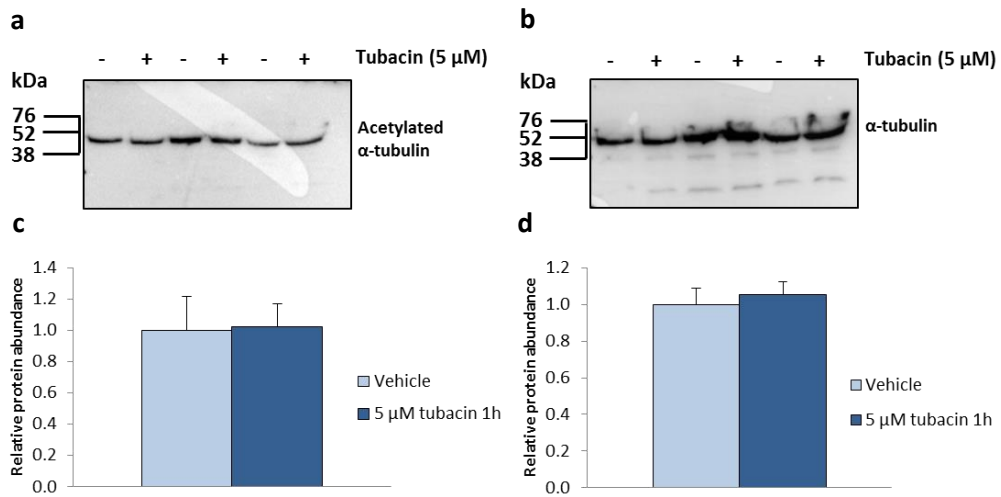 a
- + - + - + Tubacin (5 µM)
kDa
76
52
38
Acetylated
α-tubulin
b
- + - + - + Tubacin (5 µM)
kDa
76
52
38
α-tubulin
c
Relative protein abundance
1.4
1.2
1.0
0.8
0.6
0.4
0.2
0.0
Vehicle
5 µM tubacin 1h
d
Relative protein abundance
1.2
1.0
0.8
0.6
0.4
0.2
0.0
Vehicle
5 µM tubacin 1h